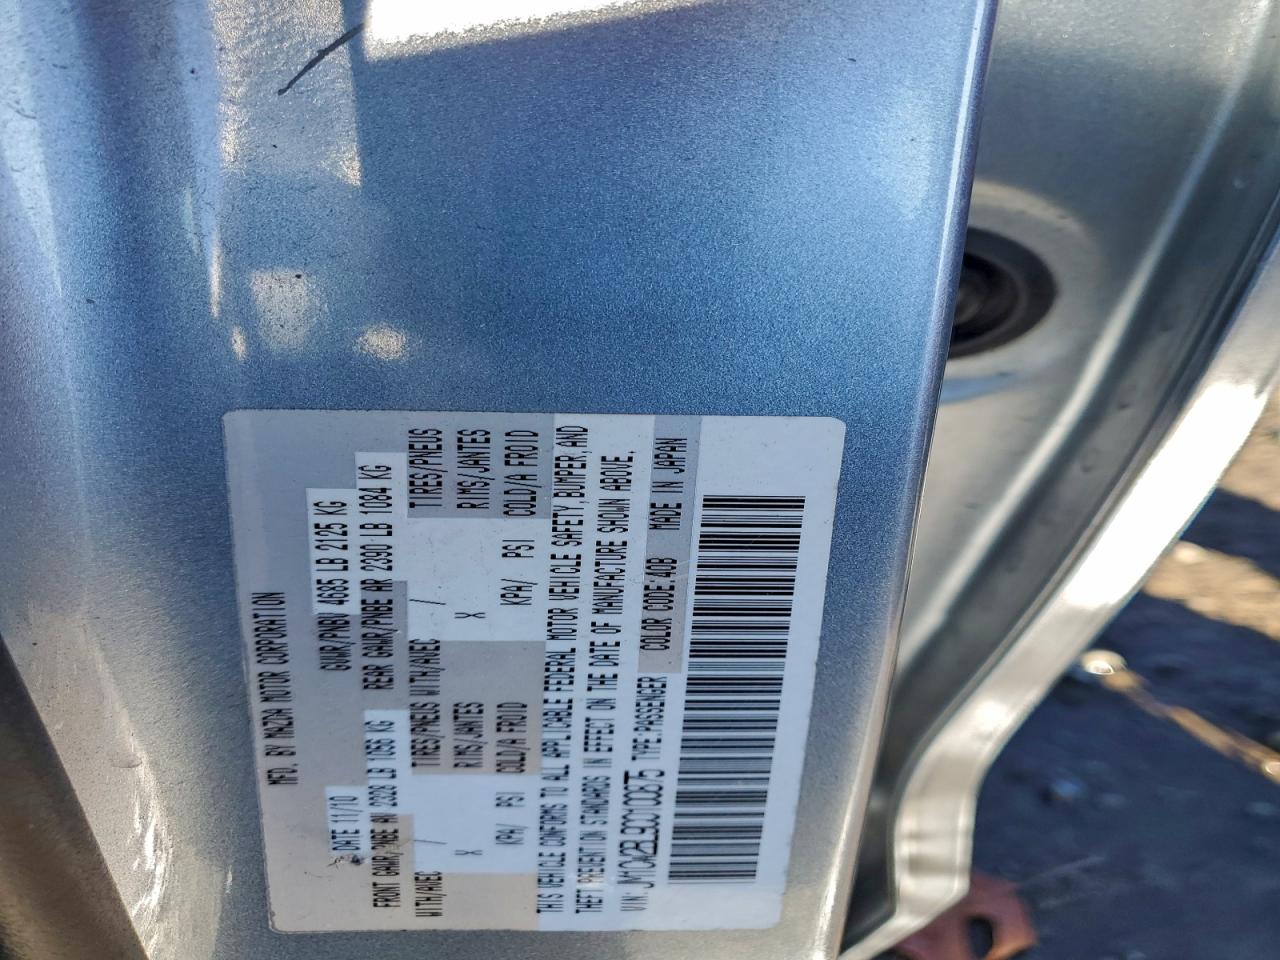 MFD. BY MAZDA MOTOR CORPORATION
DATE 11/10 GVWR/PNBV 4685 LB 2125 KG
FRONT GAWR/PNBE AV 2328 LB 1056 KG REAR GAWR/PNBE AR 2390 LB 1084 KG
WITH/AVEC / TIRES/PNEUS WITH/AVEC / TIRES/PNEUS
X RIMS/JANTES X RIMS/JANTES
KPA/ PSI COLD/A FROID KPA/ PSI COLD/A FROID
THIS VEHICLE CONFORMS TO ALL APPLICABLE FEDERAL MOTOR VEHICLE SAFETY, BUMPER, AND
THEFT PREVENTION STANDARDS IN EFFECT ON THE DATE OF MANUFACTURE SHOWN ABOVE.
VIN: TYPE:PASSENGER COLOR CODE:40B MADE IN JAPAN